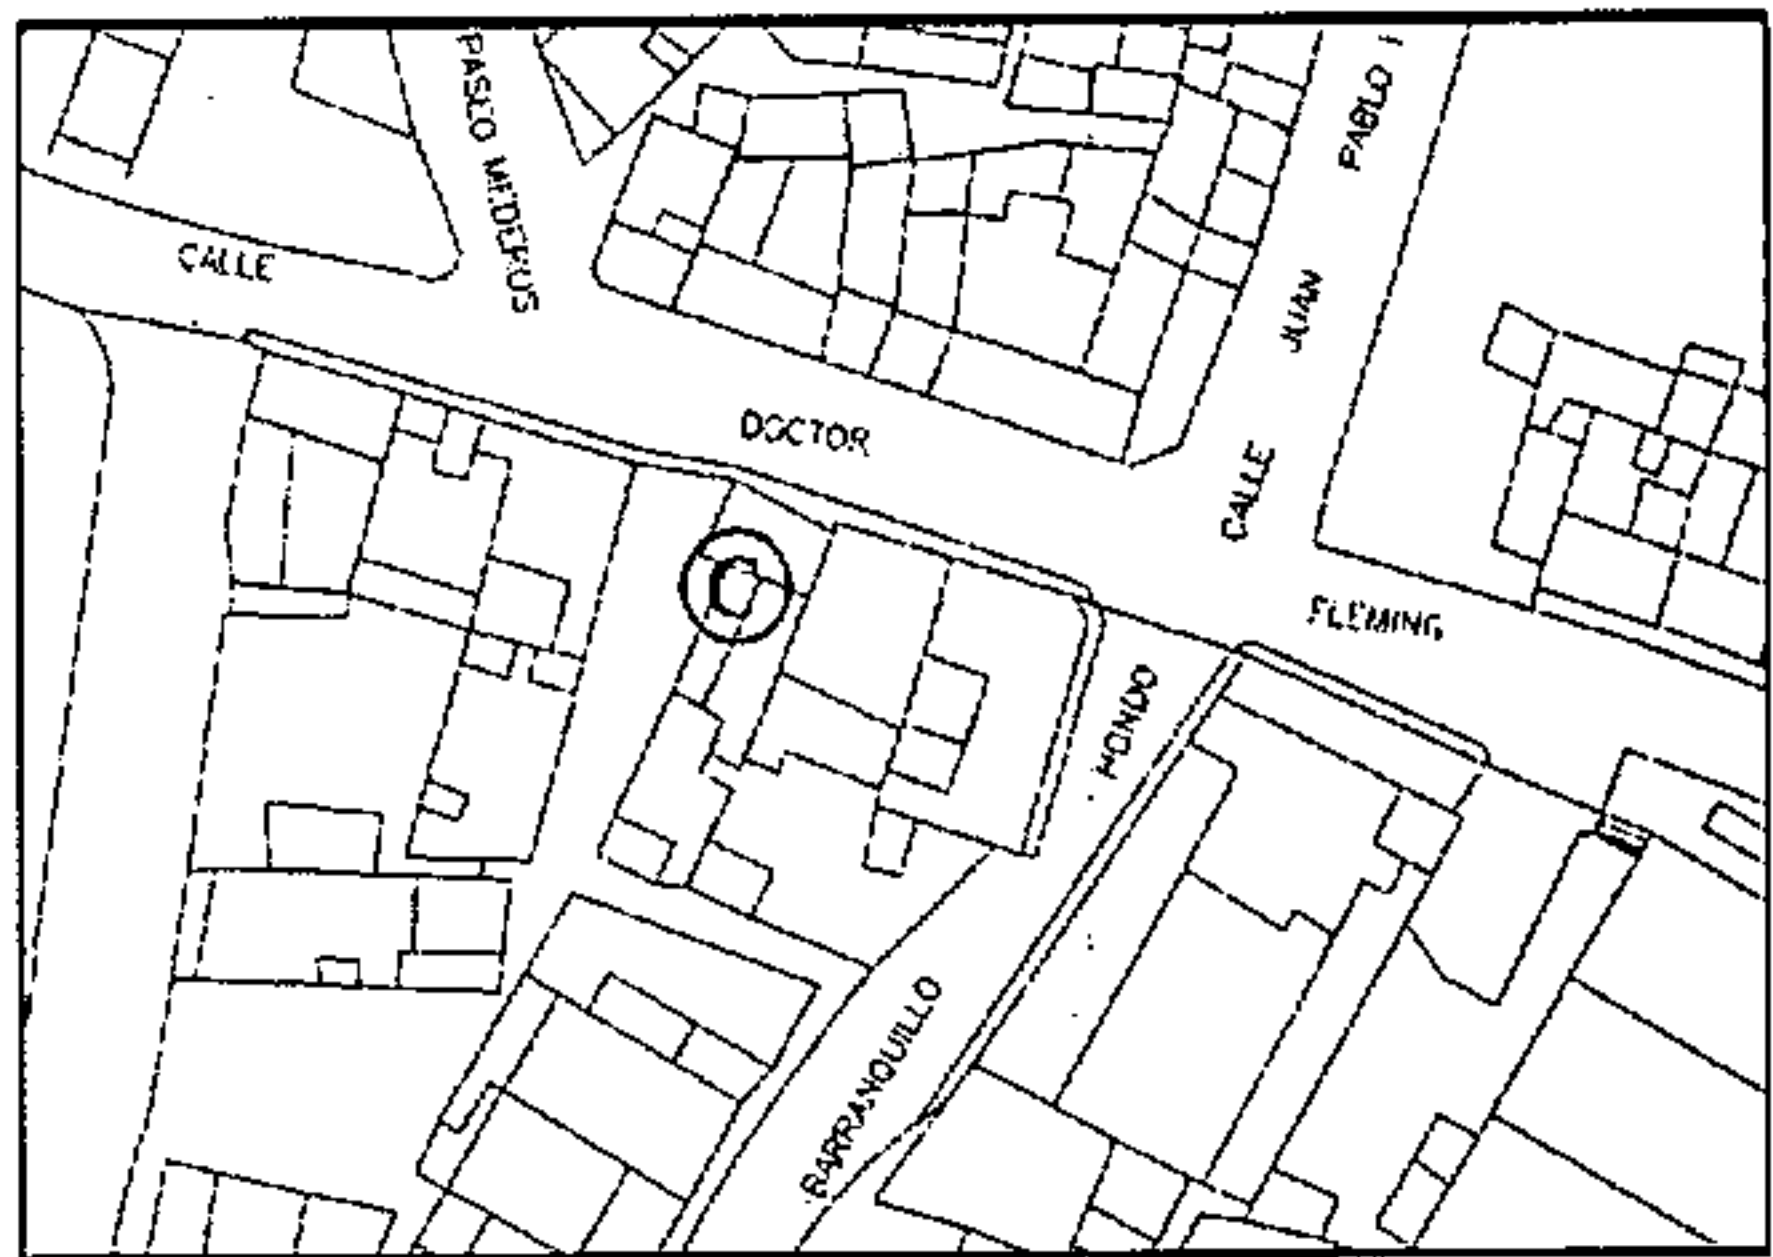 PASEO MEDEROS
CALLE
DOCTOR
FLEMING
CALLE JUAN PABLO I
C
BARRANQUILLO HONDO